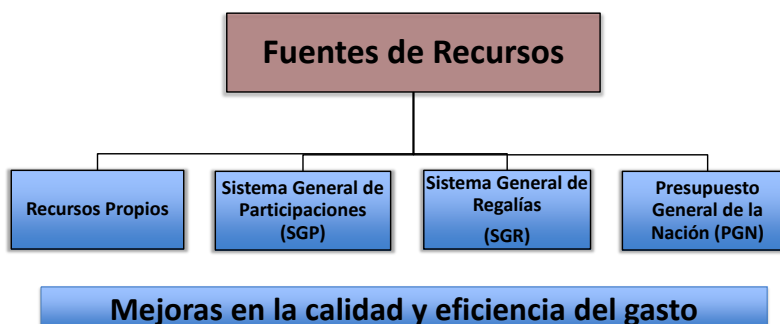 Fuentes de Recursos
Recursos Propios
Sistema General de
Participaciones
(SGP)
Sistema General de
Regalías
(SGR)
Presupuesto
General de la
Nación (PGN)
Mejoras en la calidad y eficiencia del gasto